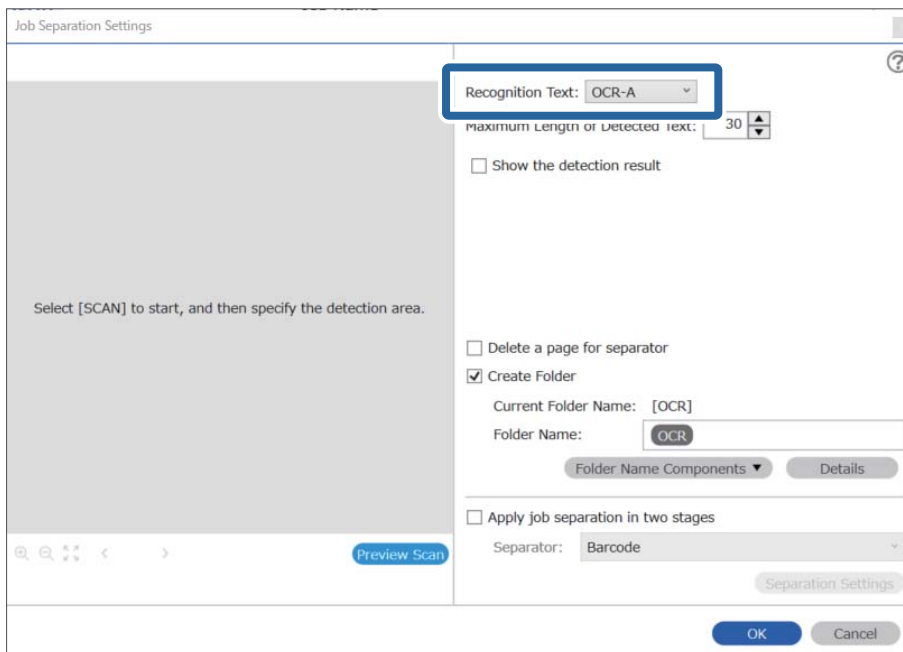 Job Separation Settings
Recognition Text: OCR-A
Maximum Length of Detected Text: 30
Show the detection result
Select [SCAN] to start, and then specify the detection area.
Delete a page for separator
Create Folder
Current Folder Name: [OCR]
Folder Name: OCR
Folder Name Components ▼ Details
Apply job separation in two stages
Separator: Barcode
Preview Scan
Separation Settings
OK Cancel